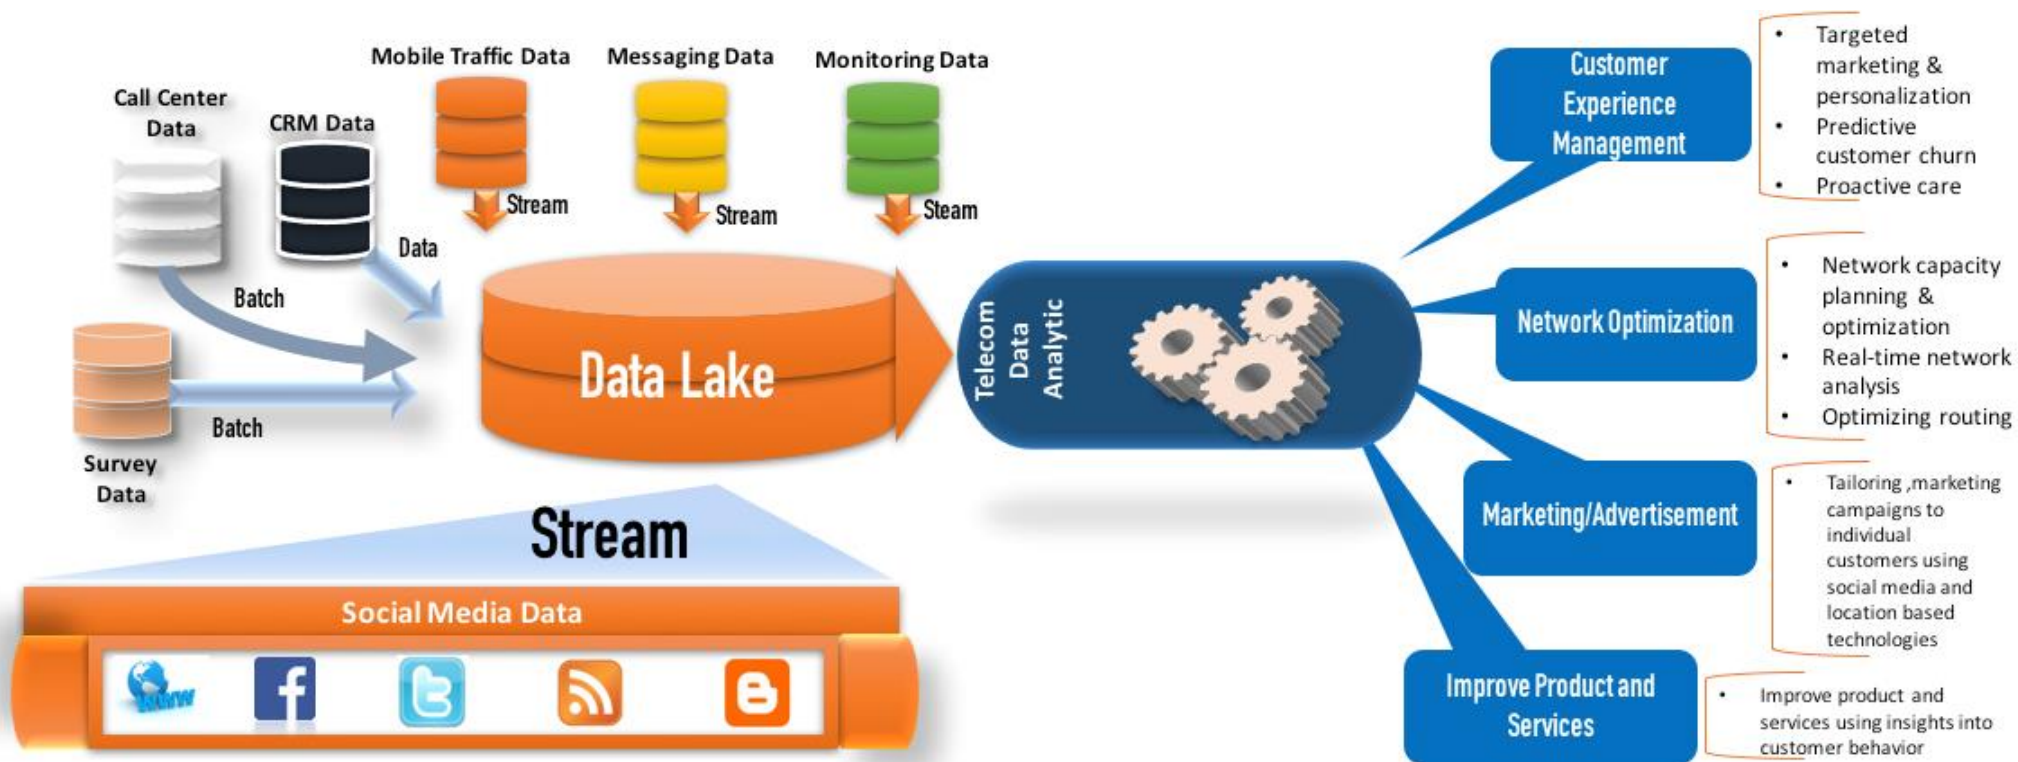 Mobile Traffic Data
Messaging Data
Monitoring Data
Call Center
Data
CRM Data
Stream
Stream
Steam
Data
Batch
Batch
Survey
Data
Data Lake
Telecom
Data
Analytic
Stream
Social Media Data
www
Customer
Experience
Management
• Targeted
marketing &
personalization
• Predictive
customer churn
• Proactive care
Network Optimization
• Network capacity
planning &
optimization
• Real-time network
analysis
• Optimizing routing
Marketing/Advertisement
• Tailoring ,marketing
campaigns to
individual
customers using
social media and
location based
technologies
Improve Product and
Services
• Improve product and
services using insights into
customer behavior